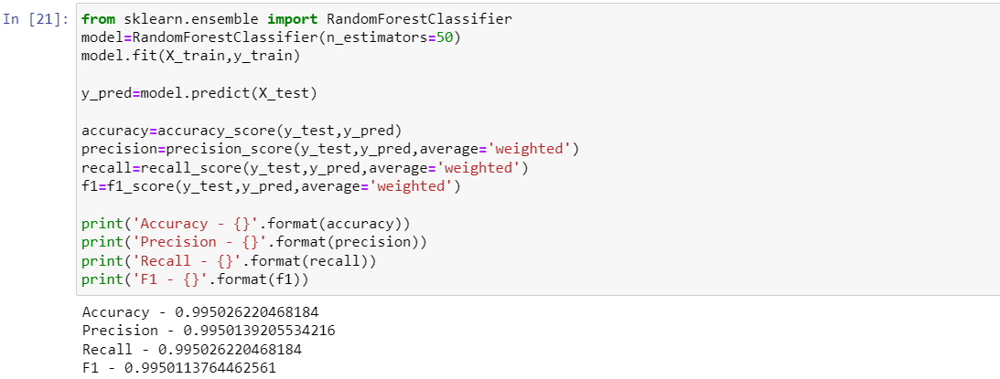 In [21]: from sklearn.ensemble import RandomForestClassifier
model=RandomForestClassifier(n_estimators=50)
model.fit(X_train,y_train)
y_pred=model.predict(X_test)
accuracy=accuracy_score(y_test,y_pred)
precision=precision_score(y_test,y_pred,average='weighted')
recall=recall_score(y_test,y_pred,average='weighted')
f1=f1_score(y_test,y_pred,average='weighted')
print('Accuracy - {}'.format(accuracy))
print('Precision - {}'.format(precision))
print('Recall - {}'.format(recall))
print('F1 - {}'.format(f1))
Accuracy - 0.995026220468184
Precision - 0.9950139205534216
Recall - 0.995026220468184
F1 - 0.9950113764462561